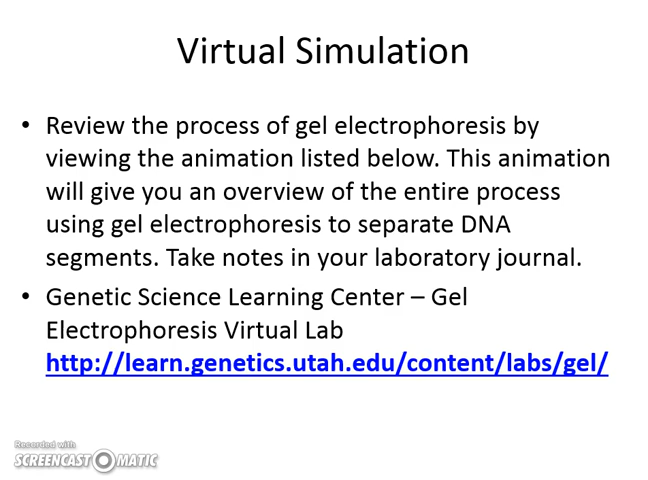 Virtual Simulation
• Review the process of gel electrophoresis by
viewing the animation listed below. This animation
will give you an overview of the entire process
using gel electrophoresis to separate DNA
segments. Take notes in your laboratory journal.
• Genetic Science Learning Center – Gel
Electrophoresis Virtual Lab
http://learn.genetics.utah.edu/content/labs/gel/
Recorded with
SCREENCAST-O-MATIC